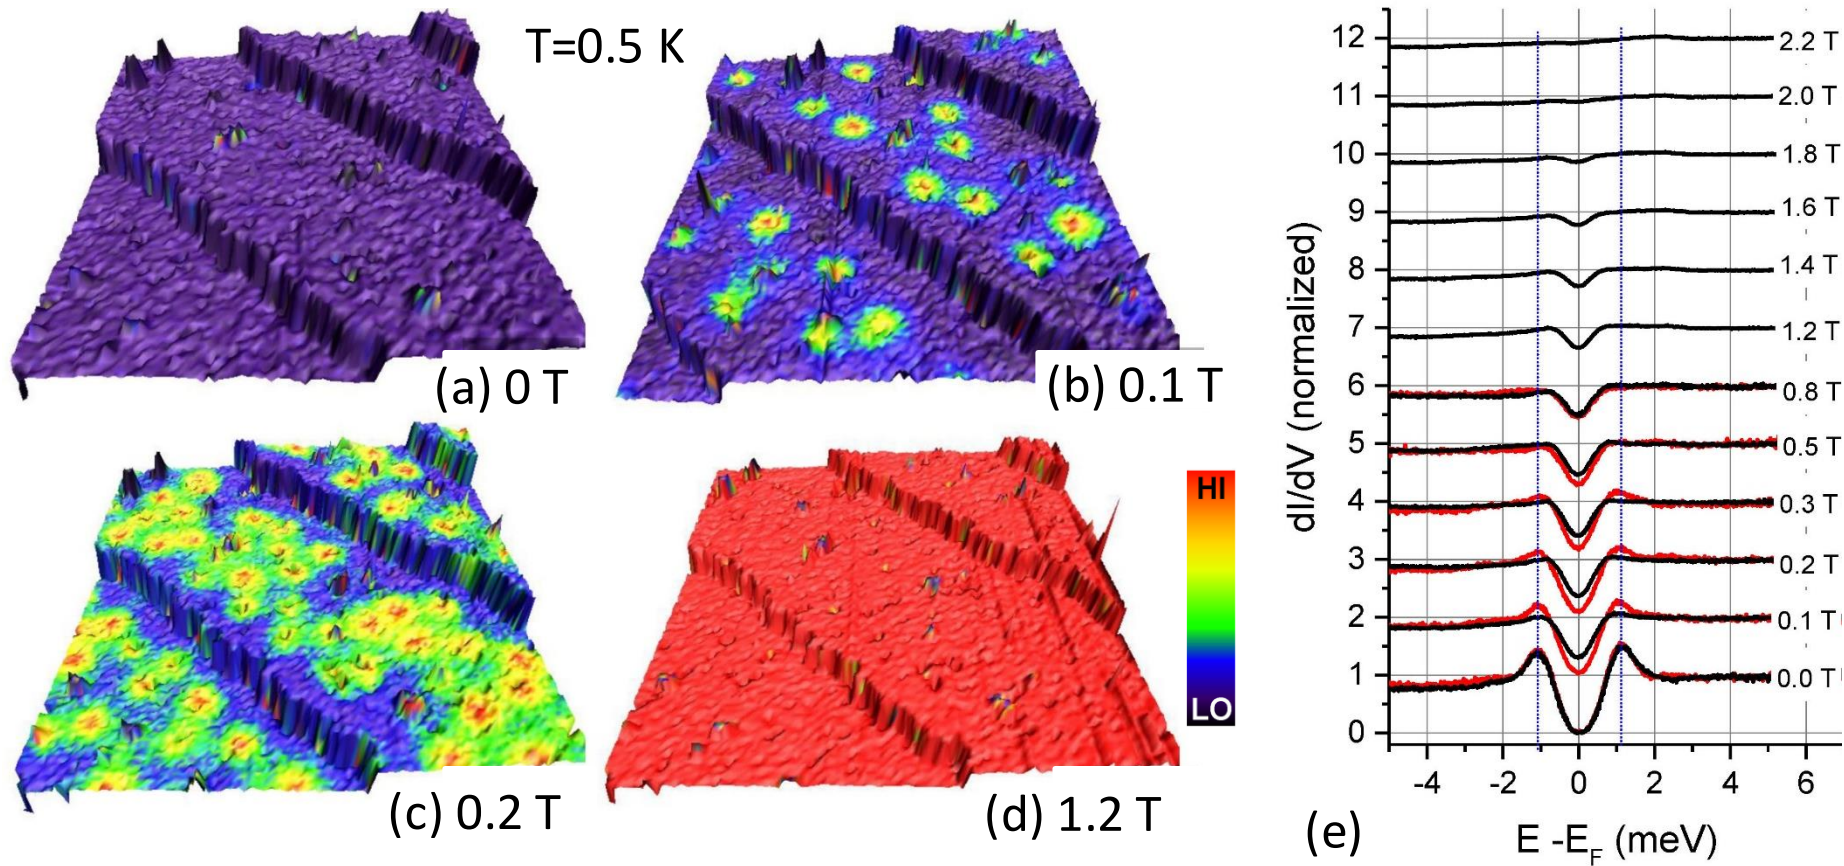 T=0.5 K
(a) 0 T
(b) 0.1 T
(c) 0.2 T
(d) 1.2 T
HI
LO
dI/dV (normalized)
12
11
10
9
8
7
6
5
4
3
2
1
0
2.2 T
2.0 T
1.8 T
1.6 T
1.4 T
1.2 T
0.8 T
0.5 T
0.3 T
0.2 T
0.1 T
0.0 T
-4 -2 0 2 4 6
(e) E -E_F (meV)